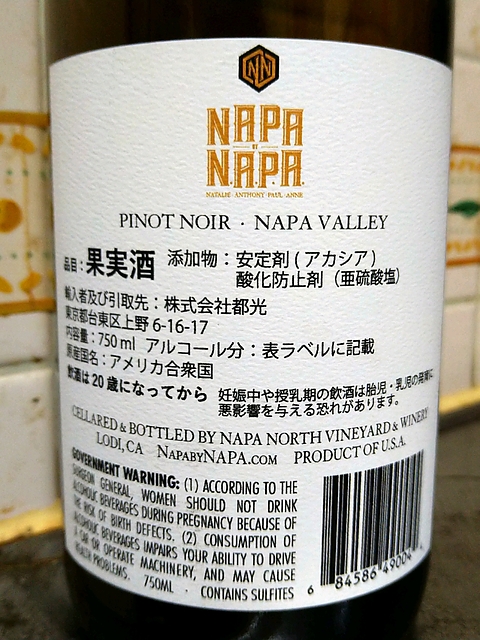 NN
NAPA
BY
N.A.P.A.
NATALIE · ANTHONY · PAUL · ANNE
PINOT NOIR · NAPA VALLEY
品目：果実酒 添加物：安定剤(アカシア)
酸化防止剤（亜硫酸塩）
輸入者及び引取先：株式会社都光
東京都台東区上野 6-16-17
内容量：750 ml アルコール分：表ラベルに記載
原産国名：アメリカ合衆国
飲酒は20歳になってから 妊娠中や授乳期の飲酒は胎児・乳児の発育に
悪影響を与える恐れがあります。
CELLARED & BOTTLED BY NAPA NORTH VINEYARD & WINERY
LODI, CA NAPABYNAPA.COM PRODUCT OF U.S.A.
GOVERNMENT WARNING: (1) ACCORDING TO THE
SURGEON GENERAL, WOMEN SHOULD NOT DRINK
ALCOHOLIC BEVERAGES DURING PREGNANCY BECAUSE OF
THE RISK OF BIRTH DEFECTS. (2) CONSUMPTION OF
ALCOHOLIC BEVERAGES IMPAIRS YOUR ABILITY TO DRIVE
A CAR OR OPERATE MACHINERY, AND MAY CAUSE
HEALTH PROBLEMS. 750ML · CONTAINS SULFITES
6 84586 49004